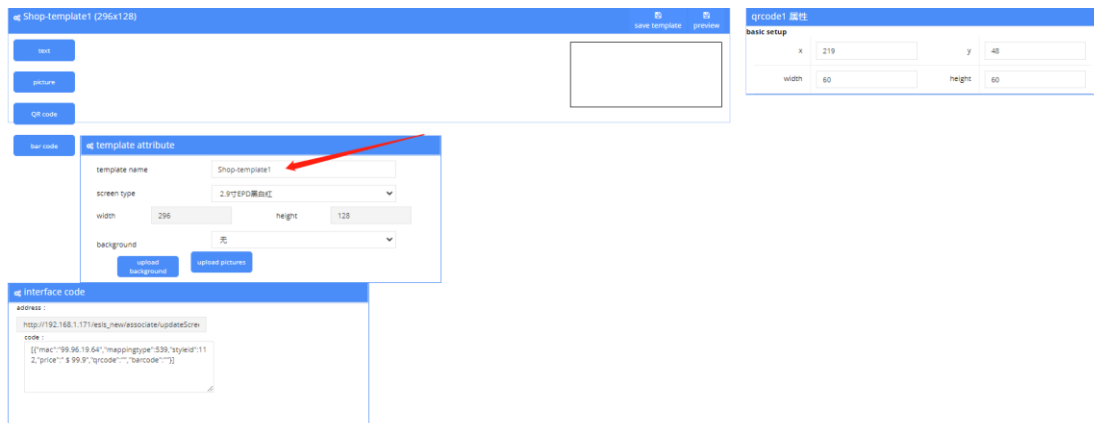 Shop-template1 (296x128)
save template
preview
text
picture
QR code
bar code
qrcode1 属性
basic setup
x 219 y 48
width 60 height 60
template attribute
template name Shop-template1
screen type 2.9寸EPD黑白红
width 296 height 128
background 无
upload background
upload pictures
interface code
address :
http://192.168.1.171/esls_new/associate/updateScre
code :
[{"mac":"99.96.19.64","mappingtype":539,"styleid":11
2,"price":" $ 99.9","qrcode":"","barcode":""}]